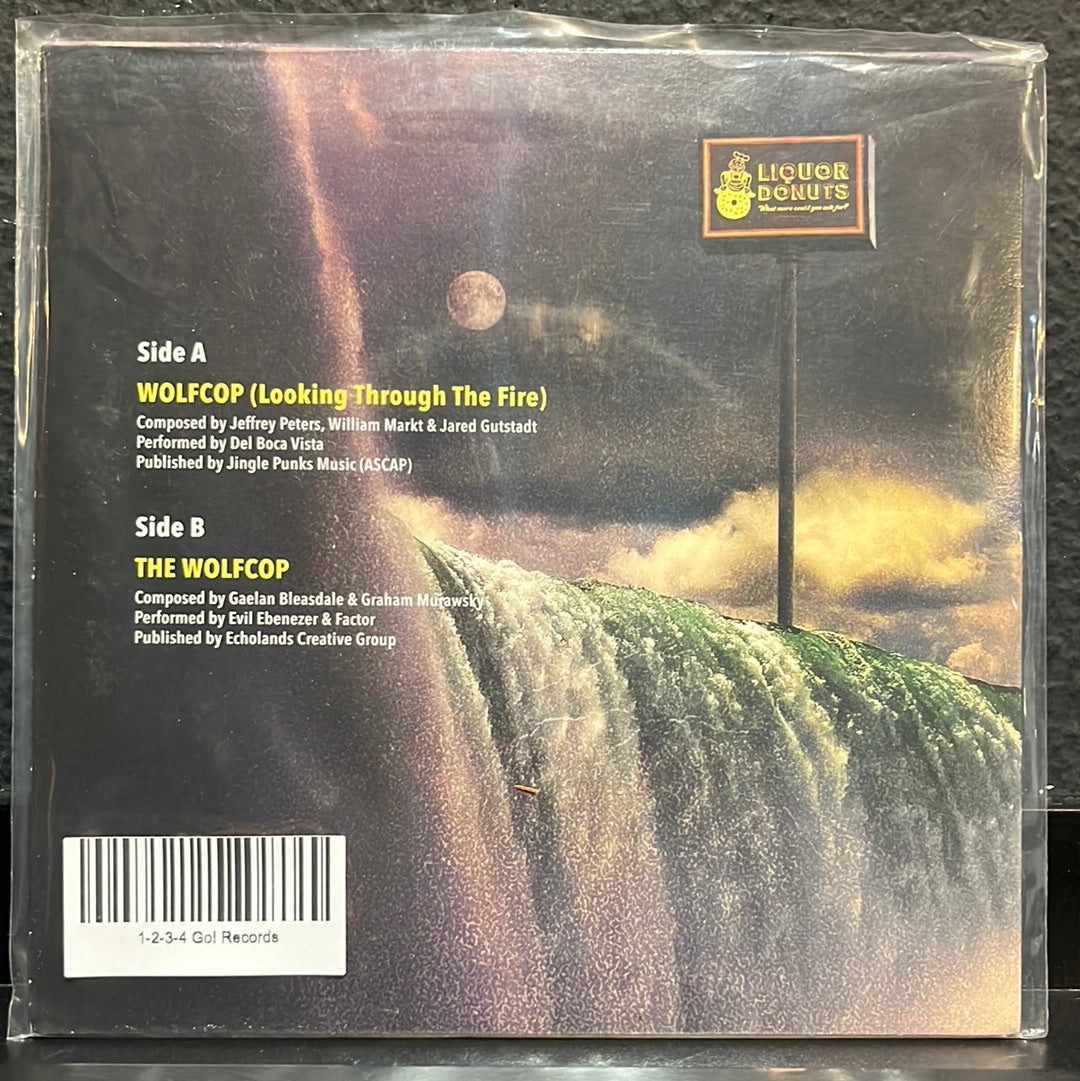 LIQUOR
DONUTS
"What more could you ask for?"
Side A
WOLFCOP (Looking Through The Fire)
Composed by Jeffrey Peters, William Markt & Jared Gutstadt
Performed by Del Boca Vista
Published by Jingle Punks Music (ASCAP)
Side B
THE WOLFCOP
Composed by Gaelan Bleasdale & Graham Murawsky
Performed by Evil Ebenezer & Factor
Published by Echolands Creative Group
1-2-3-4 Go! Records